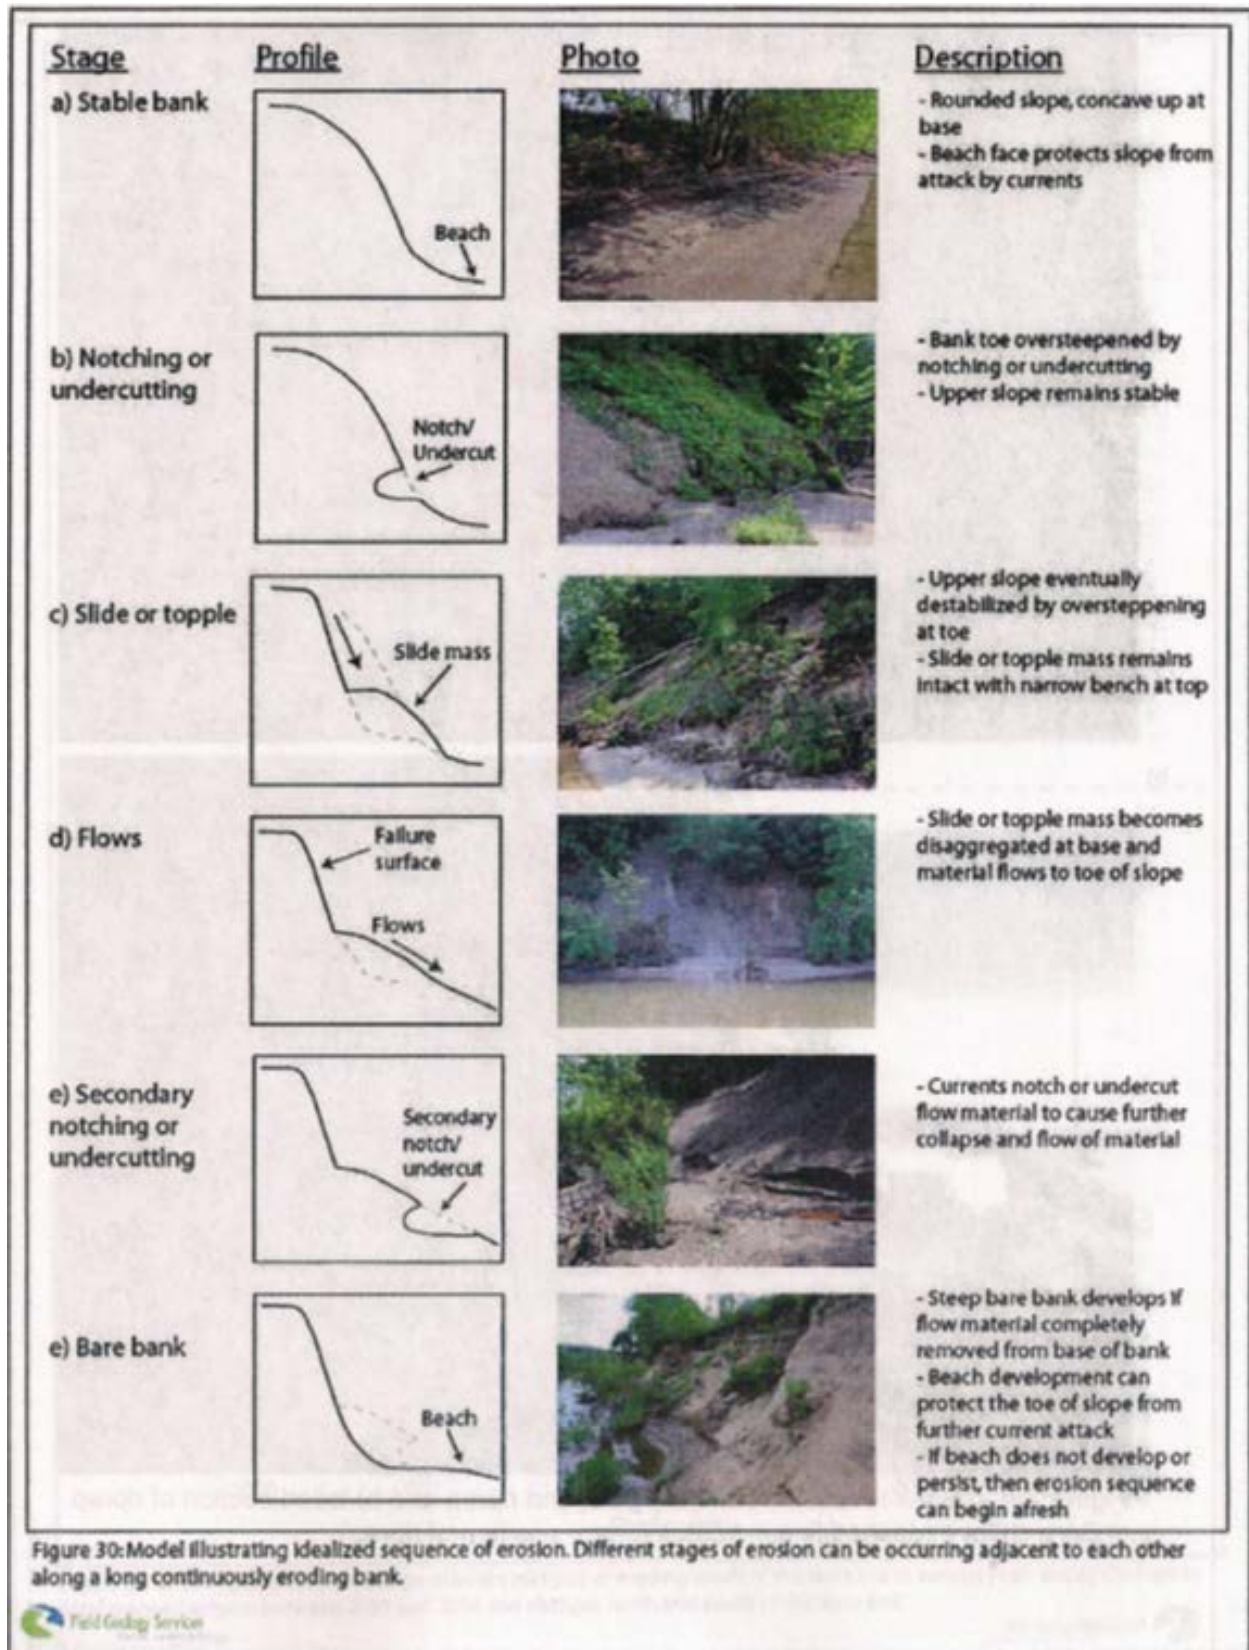 Stage Profile Photo Description
a) Stable bank
Beach
- Rounded slope, concave up at
base
- Beach face protects slope from
attack by currents
b) Notching or
undercutting
Notch/
Undercut
- Bank toe oversteepened by
notching or undercutting
- Upper slope remains stable
c) Slide or topple
Slide mass
- Upper slope eventually
destabilized by oversteppening
at toe
- Slide or topple mass remains
intact with narrow bench at top
d) Flows
Failure
surface
Flows
- Slide or topple mass becomes
disaggregated at base and
material flows to toe of slope
e) Secondary
notching or
undercutting
Secondary
notch/
undercut
- Currents notch or undercut
flow material to cause further
collapse and flow of material
e) Bare bank
Beach
- Steep bare bank develops if
flow material completely
removed from base of bank
- Beach development can
protect the toe of slope from
further current attack
- If beach does not develop or
persist, then erosion sequence
can begin afresh
Figure 30: Model illustrating idealized sequence of erosion. Different stages of erosion can be occurring adjacent to each other
along a long continuously eroding bank.
Field Geology Services